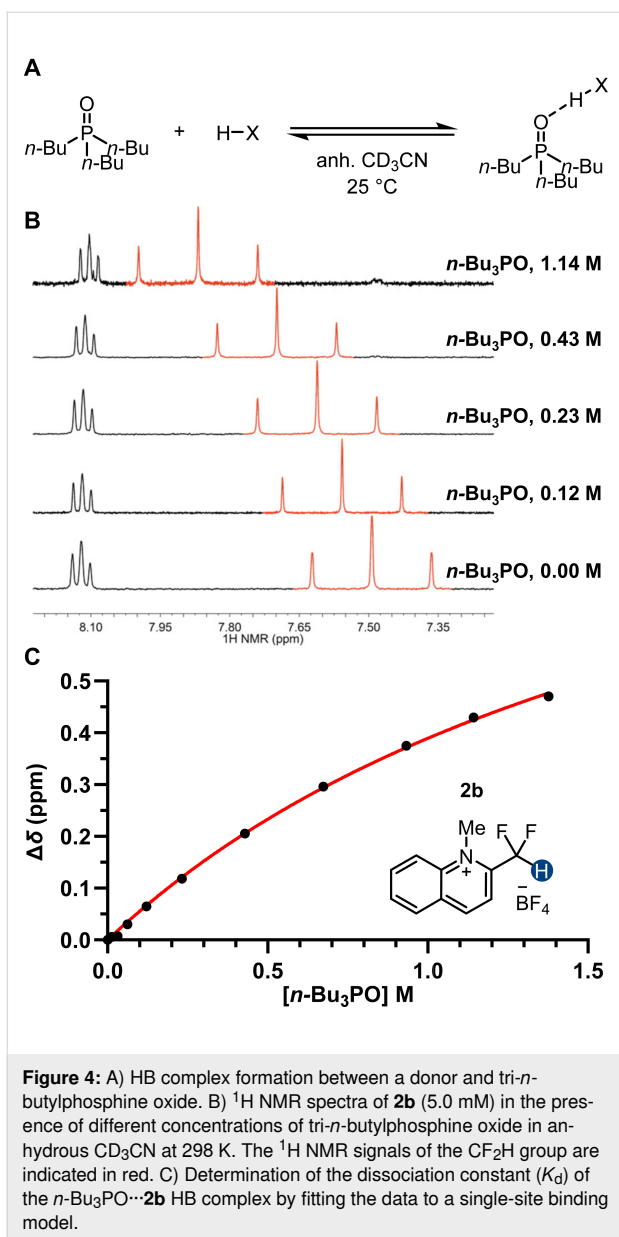 A
O
P
n-Bu
n-Bu
n-Bu
+
H–X
anh. CD3CN
25 °C
X
H
O
P
n-Bu
n-Bu
n-Bu
B
n-Bu3PO, 1.14 M
n-Bu3PO, 0.43 M
n-Bu3PO, 0.23 M
n-Bu3PO, 0.12 M
n-Bu3PO, 0.00 M
8.10 7.95 7.80 7.65 7.50 7.35
1H NMR (ppm)
C
0.5
0.4
0.3
0.2
0.1
0.0
Δδ (ppm)
2b
Me
F F
N
+
H
−
BF4
0.0 0.5 1.0 1.5
[n-Bu3PO] M
Figure 4: A) HB complex formation between a donor and tri-n-
butylphosphine oxide. B) 1H NMR spectra of 2b (5.0 mM) in the pres-
ence of different concentrations of tri-n-butylphosphine oxide in an-
hydrous CD3CN at 298 K. The 1H NMR signals of the CF2H group are
indicated in red. C) Determination of the dissociation constant (Kd) of
the n-Bu3PO···2b HB complex by fitting the data to a single-site binding
model.